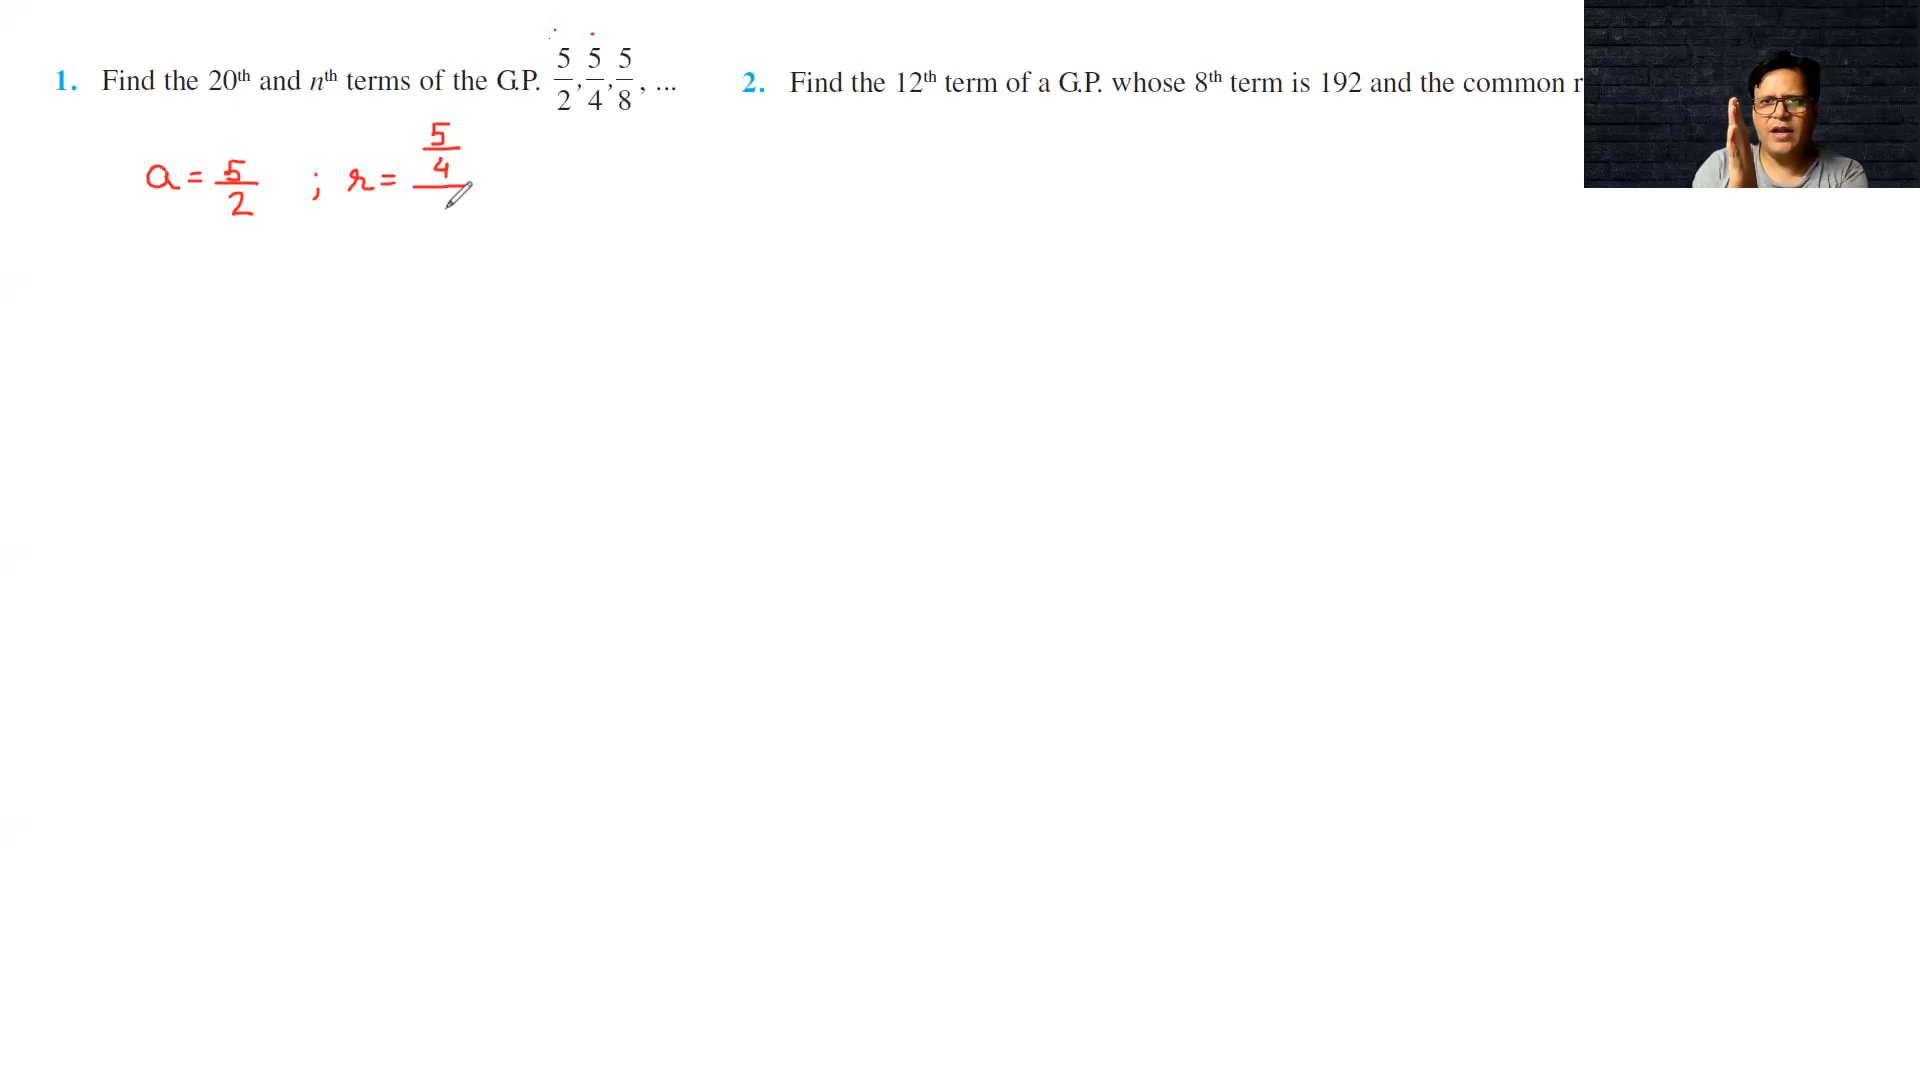 1. Find the 20th and nth terms of the G.P. 5/2, 5/4, 5/8, ...
2. Find the 12th term of a G.P. whose 8th term is 192 and the common r
a = 5/2 ; r = 5/4